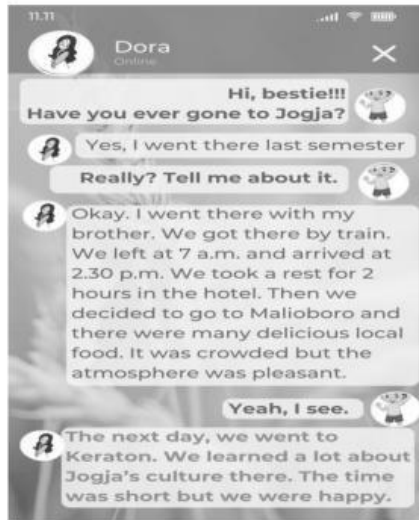 11.11
Dora
Online
Hi, bestie!!!
Have you ever gone to Jogja?
Yes, I went there last semester
Really? Tell me about it.
Okay. I went there with my
brother. We got there by train.
We left at 7 a.m. and arrived at
2.30 p.m. We took a rest for 2
hours in the hotel. Then we
decided to go to Malioboro and
there were many delicious local
food. It was crowded but the
atmosphere was pleasant.
Yeah, I see.
The next day, we went to
Keraton. We learned a lot about
Jogja's culture there. The time
was short but we were happy.